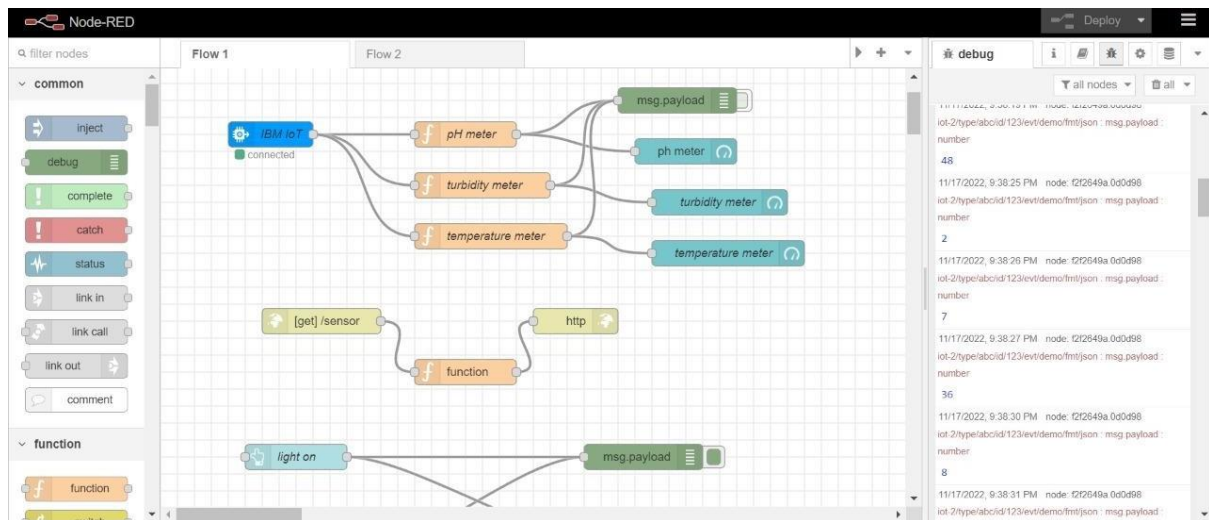 Node-RED
Deploy
filter nodes
Flow 1
Flow 2
debug
i
all nodes
all
common
inject
debug
complete
catch
status
link in
link call
link out
comment
function
function
IBM IoT
connected
pH meter
turbidity meter
temperature meter
msg.payload
ph meter
turbidity meter
temperature meter
[get] /sensor
http
function
light on
msg.payload
iot-2/type/abc/id/123/evt/demo/fmt/json : msg.payload :
number
48
11/17/2022, 9:38:25 PM node: f2f2649a.0d0d98
iot-2/type/abc/id/123/evt/demo/fmt/json : msg.payload :
number
2
11/17/2022, 9:38:26 PM node: f2f2649a.0d0d98
iot-2/type/abc/id/123/evt/demo/fmt/json : msg.payload :
number
7
11/17/2022, 9:38:27 PM node: f2f2649a.0d0d98
iot-2/type/abc/id/123/evt/demo/fmt/json : msg.payload :
number
36
11/17/2022, 9:38:30 PM node: f2f2649a.0d0d98
iot-2/type/abc/id/123/evt/demo/fmt/json : msg.payload :
number
8
11/17/2022, 9:38:31 PM node: f2f2649a.0d0d98
iot-2/type/abc/id/123/evt/demo/fmt/json : msg.payload :